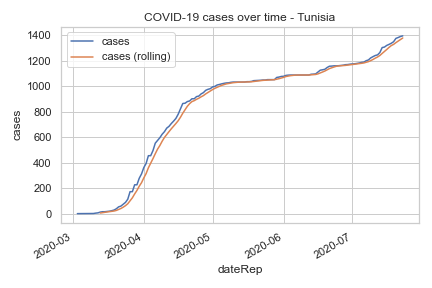 COVID-19 cases over time - Tunisia
cases
cases (rolling)
1400
1200
1000
800
600
400
200
0
cases
2020-03
2020-04
2020-05
2020-06
2020-07
dateRep